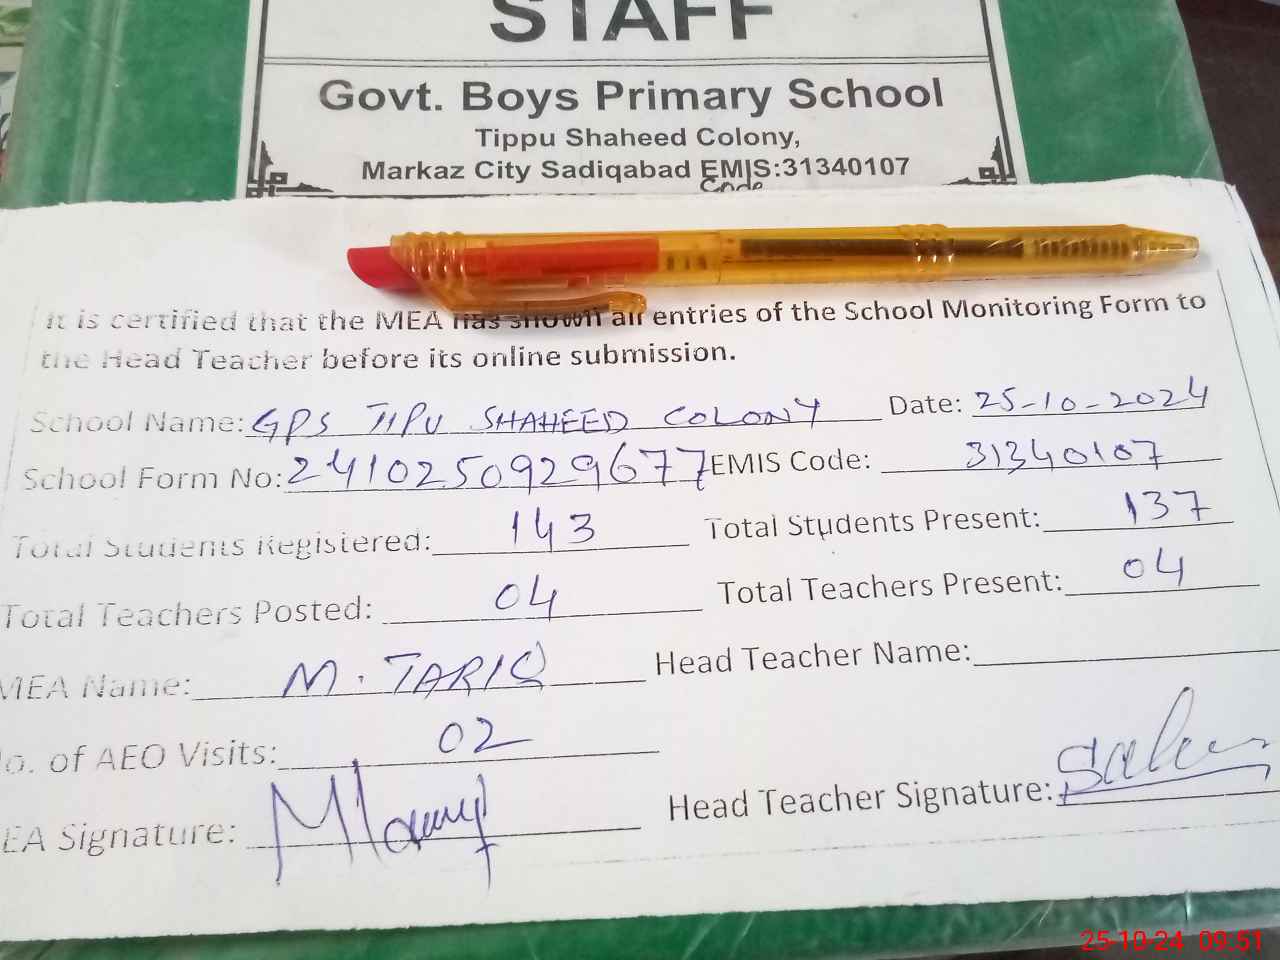 STAFF
Govt. Boys Primary School
Tippu Shaheed Colony,
Markaz City Sadiqabad EMIS:31340107
Code
It is certified that the MEA has shown all entries of the School Monitoring Form to
the Head Teacher before its online submission.
School Name: GPS TIPU SHAHEED COLONY Date: 25-10-2024
School Form No: 2410250929677 EMIS Code: 31340107
Total Students Registered: 143 Total Students Present: 137
Total Teachers Posted: 04 Total Teachers Present: 04
MEA Name: M. TARIQ Head Teacher Name:
o. of AEO Visits: 02
EA Signature: Head Teacher Signature:
25-10-24 09:51